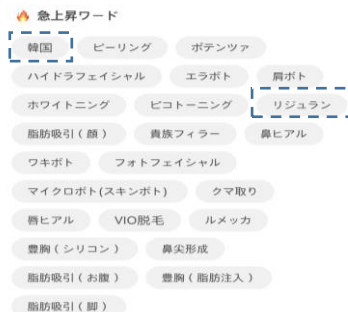 急上昇ワード
韓国 ピーリング ポテンツァ
ハイドラフェイシャル エラボト 肩ボト
ホワイトニング ピコトーニング リジュラン
脂肪吸引(顔) 貴族フィラー 鼻ヒアル
ワキボト フォトフェイシャル
マイクロボト(スキンボト) クマ取り
唇ヒアル VIO脱毛 ルメッカ
豊胸(シリコン) 鼻尖形成
脂肪吸引(お腹) 豊胸(脂肪注入)
脂肪吸引(脚)